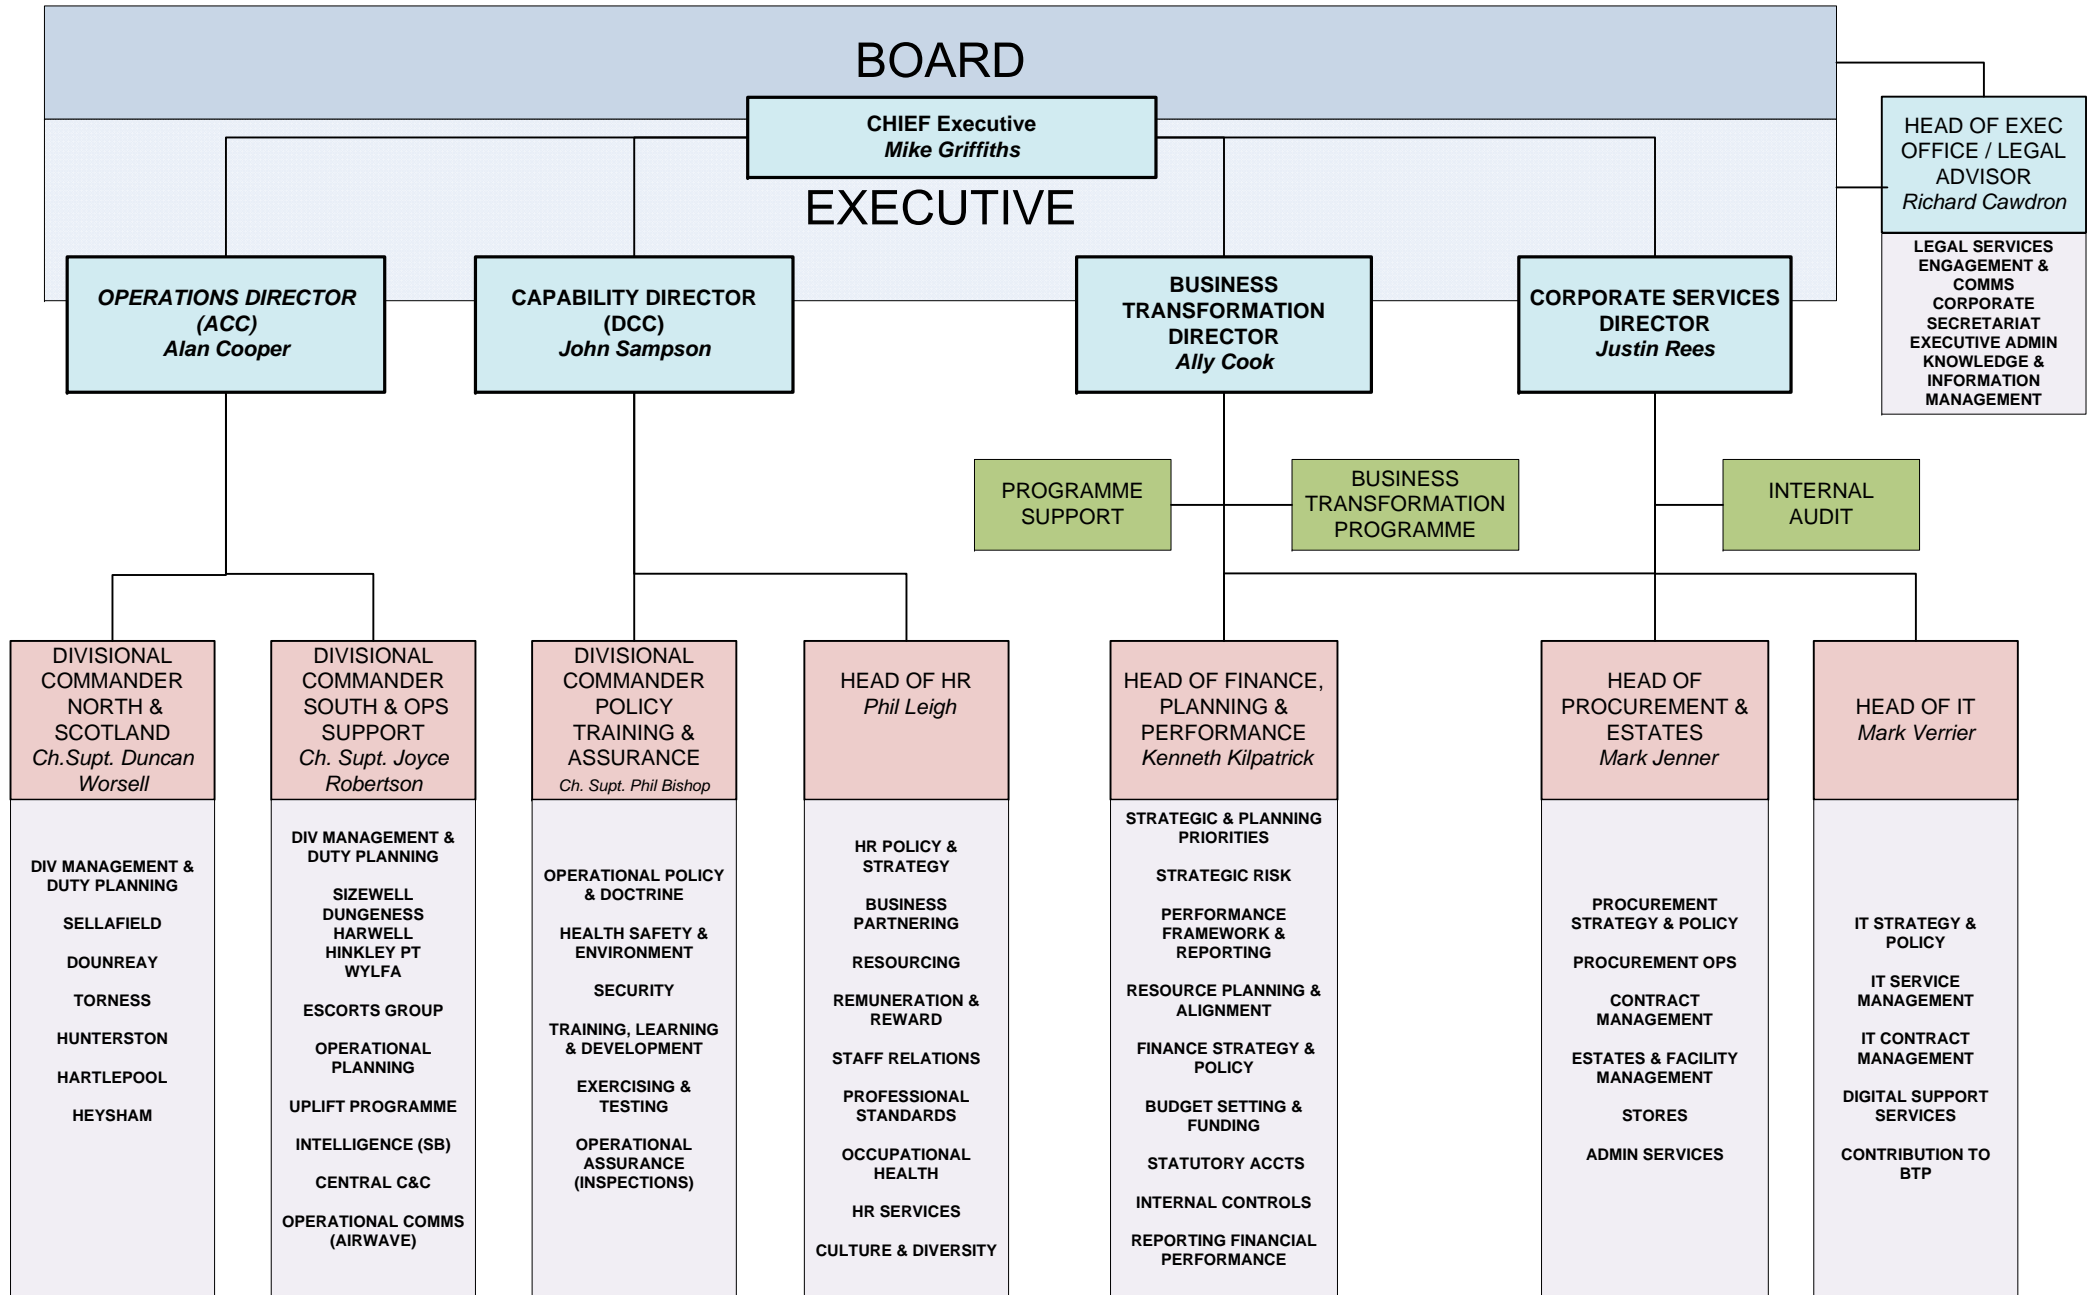 BOARD
CHIEF Executive
Mike Griffiths
EXECUTIVE
HEAD OF EXEC
OFFICE / LEGAL
ADVISOR
Richard Cawdron
LEGAL SERVICES
ENGAGEMENT &
COMMS
CORPORATE
SECRETARIAT
EXECUTIVE ADMIN
KNOWLEDGE &
INFORMATION
MANAGEMENT
OPERATIONS DIRECTOR
(ACC)
Alan Cooper
CAPABILITY DIRECTOR
(DCC)
John Sampson
BUSINESS
TRANSFORMATION
DIRECTOR
Ally Cook
CORPORATE SERVICES
DIRECTOR
Justin Rees
PROGRAMME
SUPPORT
BUSINESS
TRANSFORMATION
PROGRAMME
INTERNAL
AUDIT
DIVISIONAL
COMMANDER
NORTH &
SCOTLAND
Ch.Supt. Duncan
Worsell
DIV MANAGEMENT &
DUTY PLANNING
SELLAFIELD
DOUNREAY
TORNESS
HUNTERSTON
HARTLEPOOL
HEYSHAM
DIVISIONAL
COMMANDER
SOUTH & OPS
SUPPORT
Ch. Supt. Joyce
Robertson
DIV MANAGEMENT &
DUTY PLANNING
SIZEWELL
DUNGENESS
HARWELL
HINKLEY PT
WYLFA
ESCORTS GROUP
OPERATIONAL
PLANNING
UPLIFT PROGRAMME
INTELLIGENCE (SB)
CENTRAL C&C
OPERATIONAL COMMS
(AIRWAVE)
DIVISIONAL
COMMANDER
POLICY
TRAINING &
ASSURANCE
Ch. Supt. Phil Bishop
OPERATIONAL POLICY
& DOCTRINE
HEALTH SAFETY &
ENVIRONMENT
SECURITY
TRAINING, LEARNING
& DEVELOPMENT
EXERCISING &
TESTING
OPERATIONAL
ASSURANCE
(INSPECTIONS)
HEAD OF HR
Phil Leigh
HR POLICY &
STRATEGY
BUSINESS
PARTNERING
RESOURCING
REMUNERATION &
REWARD
STAFF RELATIONS
PROFESSIONAL
STANDARDS
OCCUPATIONAL
HEALTH
HR SERVICES
CULTURE & DIVERSITY
HEAD OF FINANCE,
PLANNING &
PERFORMANCE
Kenneth Kilpatrick
STRATEGIC & PLANNING
PRIORITIES
STRATEGIC RISK
PERFORMANCE
FRAMEWORK &
REPORTING
RESOURCE PLANNING &
ALIGNMENT
FINANCE STRATEGY &
POLICY
BUDGET SETTING &
FUNDING
STATUTORY ACCTS
INTERNAL CONTROLS
REPORTING FINANCIAL
PERFORMANCE
HEAD OF
PROCUREMENT &
ESTATES
Mark Jenner
PROCUREMENT
STRATEGY & POLICY
PROCUREMENT OPS
CONTRACT
MANAGEMENT
ESTATES & FACILITY
MANAGEMENT
STORES
ADMIN SERVICES
HEAD OF IT
Mark Verrier
IT STRATEGY &
POLICY
IT SERVICE
MANAGEMENT
IT CONTRACT
MANAGEMENT
DIGITAL SUPPORT
SERVICES
CONTRIBUTION TO
BTP